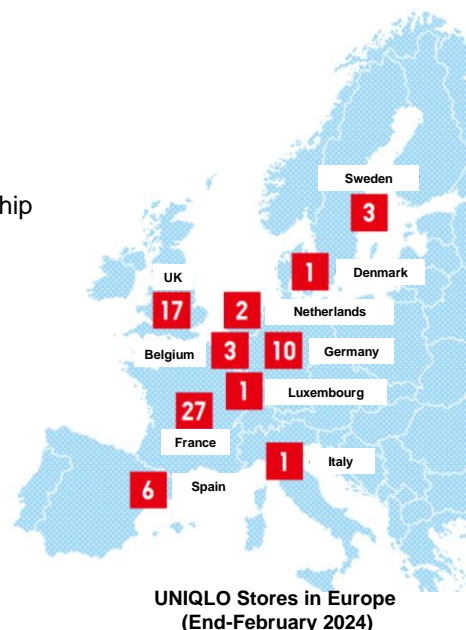 Sweden
hip
3
1
Denmark
UK
17
2
Netherlands
Belgium
3
10
Germany
1
Luxembourg
27
France
1
Italy
6
Spain
UNIQLO Stores in Europe
(End-February 2024)